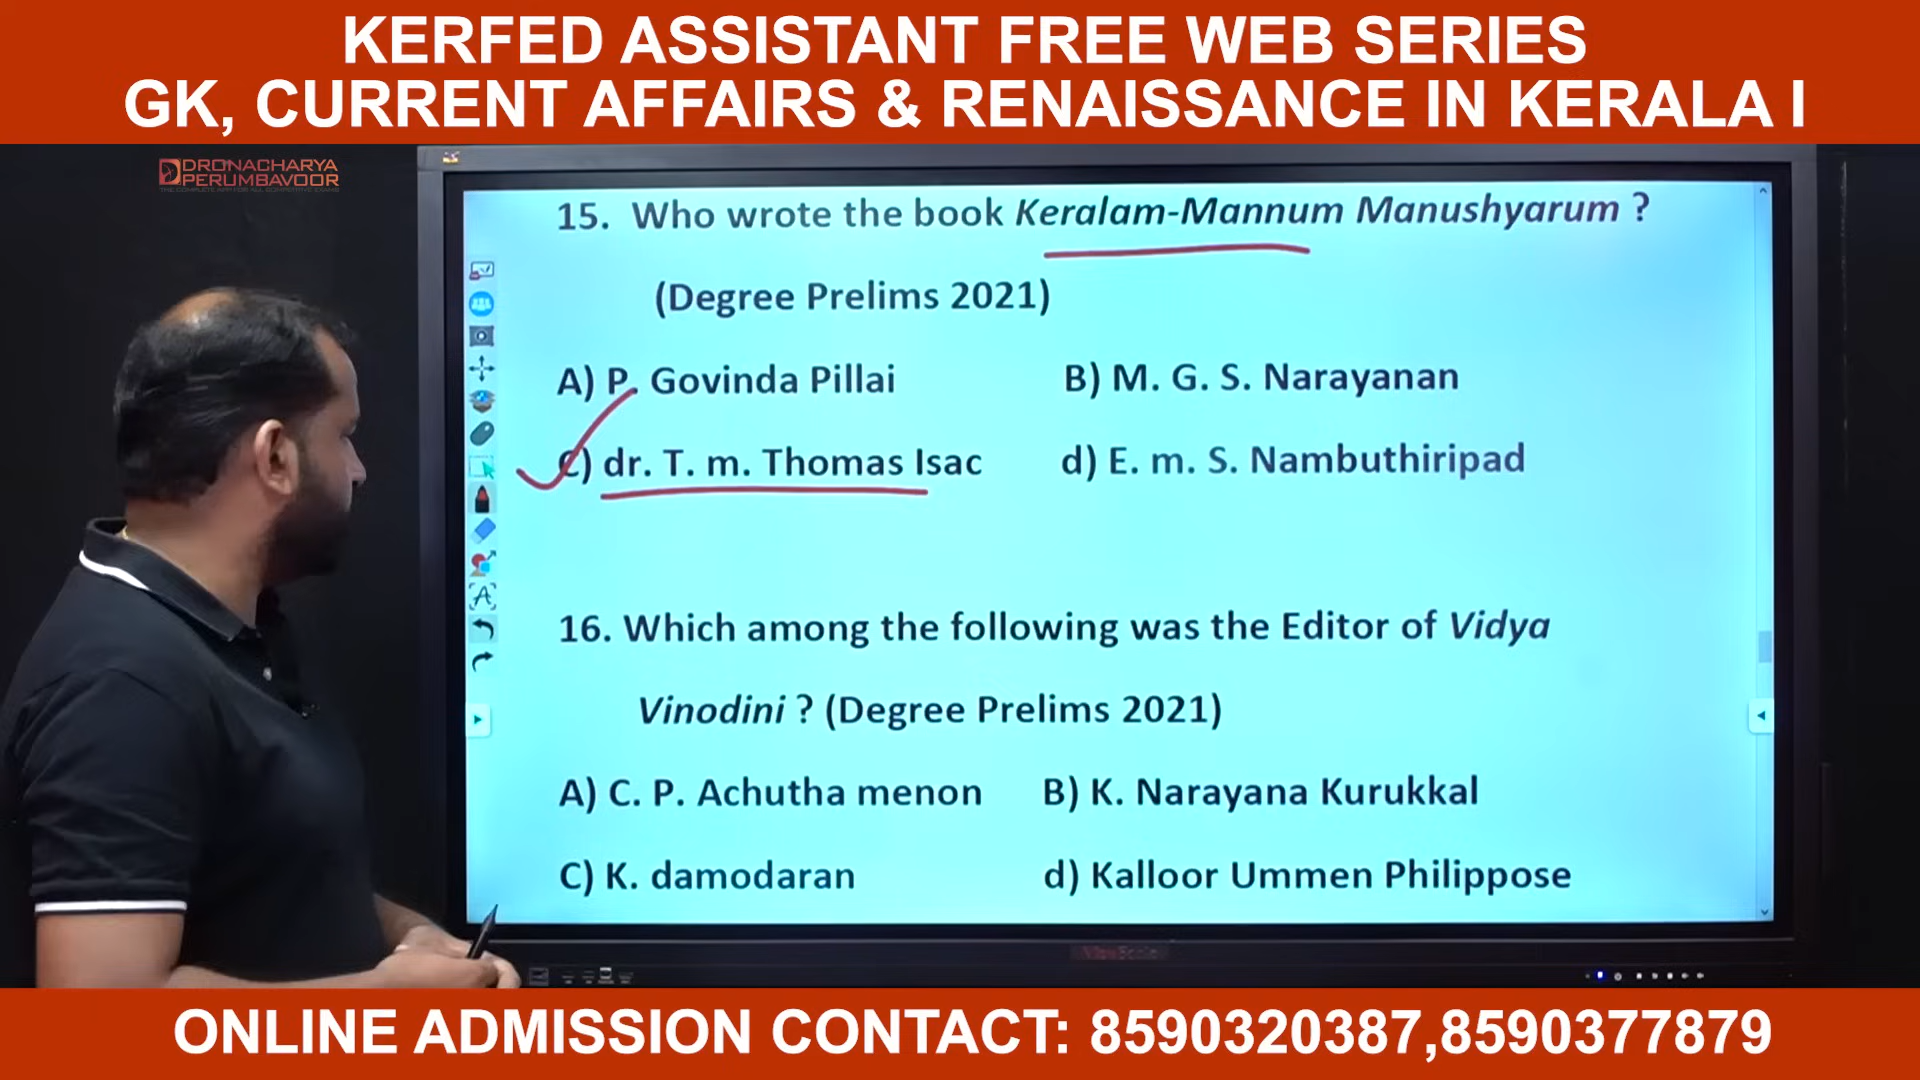 KERFED ASSISTANT FREE WEB SERIES
GK, CURRENT AFFAIRS & RENAISSANCE IN KERALA I
DRONACHARYA
PERUMBAVOOR
15. Who wrote the book Keralam-Mannum Manushyarum ?
(Degree Prelims 2021)
A) P. Govinda Pillai B) M. G. S. Narayanan
C) dr. T. m. Thomas Isac d) E. m. S. Nambuthiripad
16. Which among the following was the Editor of Vidya
Vinodini ? (Degree Prelims 2021)
A) C. P. Achutha menon B) K. Narayana Kurukkal
C) K. damodaran d) Kalloor Ummen Philippose
ONLINE ADMISSION CONTACT: 8590320387,8590377879